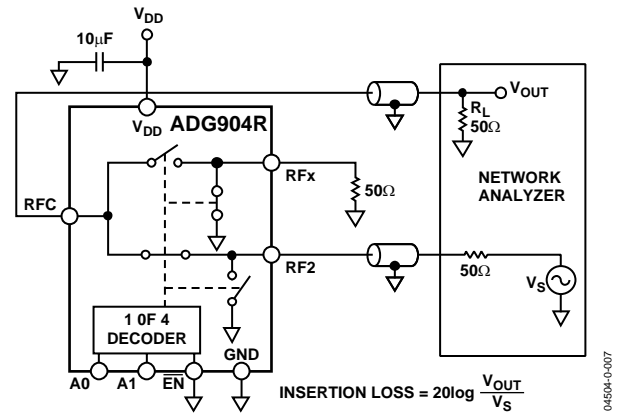 VDD
10µF
VDD
ADG904R
VOUT
RL
50Ω
RFx
50Ω
NETWORK
ANALYZER
RFC
RF2
50Ω
VS
1 0F 4
DECODER
GND
A0
A1
EN
INSERTION LOSS = 20log VOUT
VS
04504-0-007